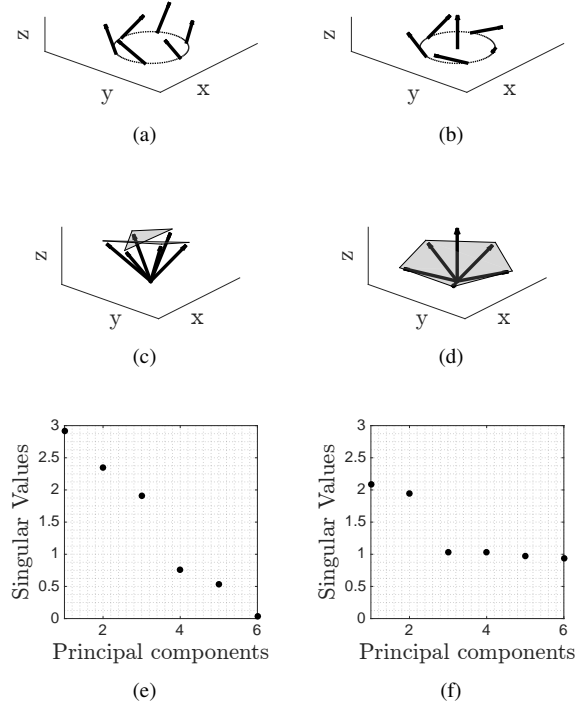 z
y
x
(a)
z
y
x
(b)
z
y
x
(c)
z
y
x
(d)
3
2.5
2
1.5
1
0.5
0
2
4
6
Singular Values
Principal components
(e)
3
2.5
2
1.5
1
0.5
0
2
4
6
Singular Values
Principal components
(f)